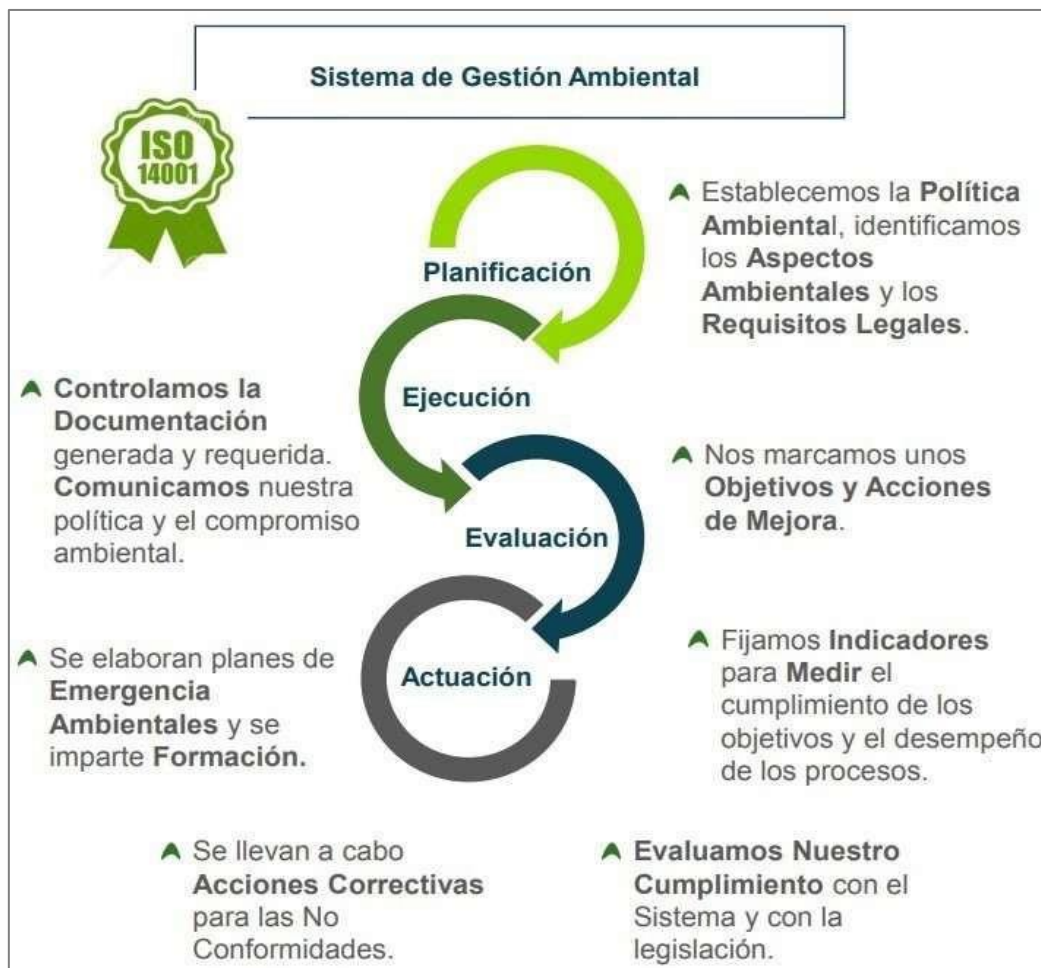 Sistema de Gestión Ambiental
ISO
14001
Planificación
Establecemos la Política
Ambiental, identificamos
los Aspectos
Ambientales y los
Requisitos Legales.
Ejecución
Controlamos la
Documentación
generada y requerida.
Comunicamos nuestra
política y el compromiso
ambiental.
Nos marcamos unos
Objetivos y Acciones
de Mejora.
Evaluación
Se elaboran planes de
Emergencia
Ambientales y se
imparte Formación.
Actuación
Fijamos Indicadores
para Medir el
cumplimiento de los
objetivos y el desempeño
de los procesos.
Se llevan a cabo
Acciones Correctivas
para las No
Conformidades.
Evaluamos Nuestro
Cumplimiento con el
Sistema y con la
legislación.